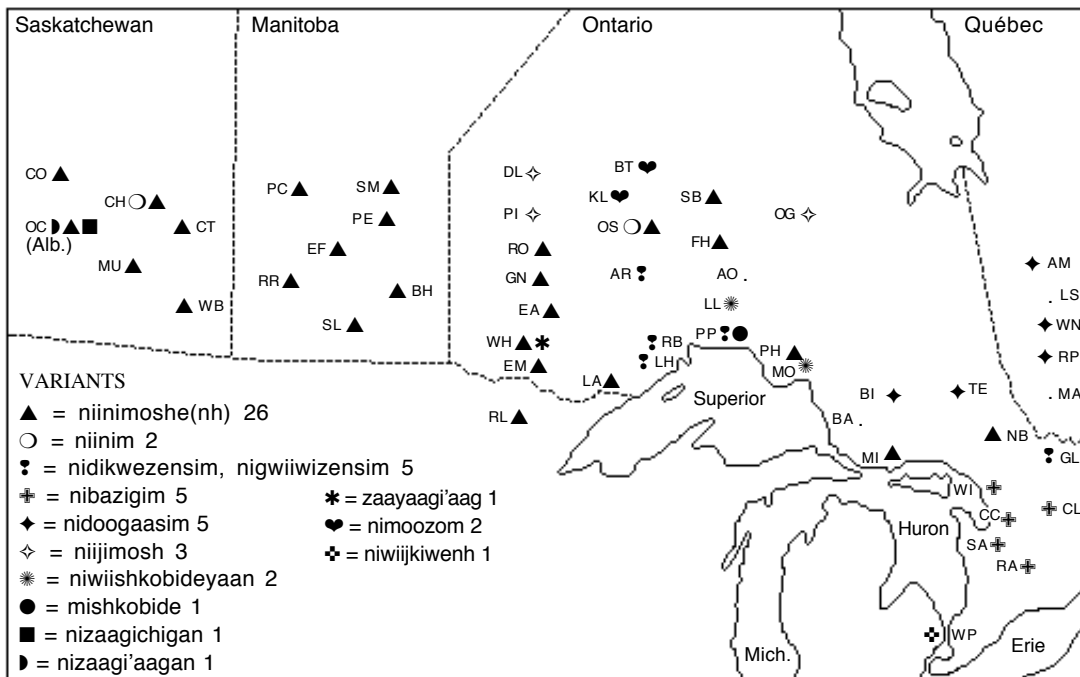 Saskatchewan Manitoba Ontario Québec
CO
CH
OC
(Alb.)
CT
MU
WB
PC
SM
PE
EF
RR
BH
SL
DL
PI
RO
GN
EA
WH
EM
RL
LA
BT
KL
OS
AR
RB
LH
SB
FH
AO
LL
PP
PH
MO
OG
BI
BA
MI
TE
NB
AM
LS
WN
RP
MA
GL
WI
CC
CL
SA
RA
WP
Superior
Huron
Mich.
Erie
VARIANTS
▲ = niinimoshe(nh) 26
❍ = niinim 2
❢ = nidikwezensim, nigwiiwizensim 5
✙ = nibazigim 5
✦ = nidoogaasim 5
✧ = niijimosh 3
✺ = niwiishkobideyaan 2
● = mishkobide 1
■ = nizaagichigan 1
◗ = nizaagi'aagan 1
✱ = zaayaagi'aag 1
❤ = nimoozom 2
✜ = niwiijkiwenh 1